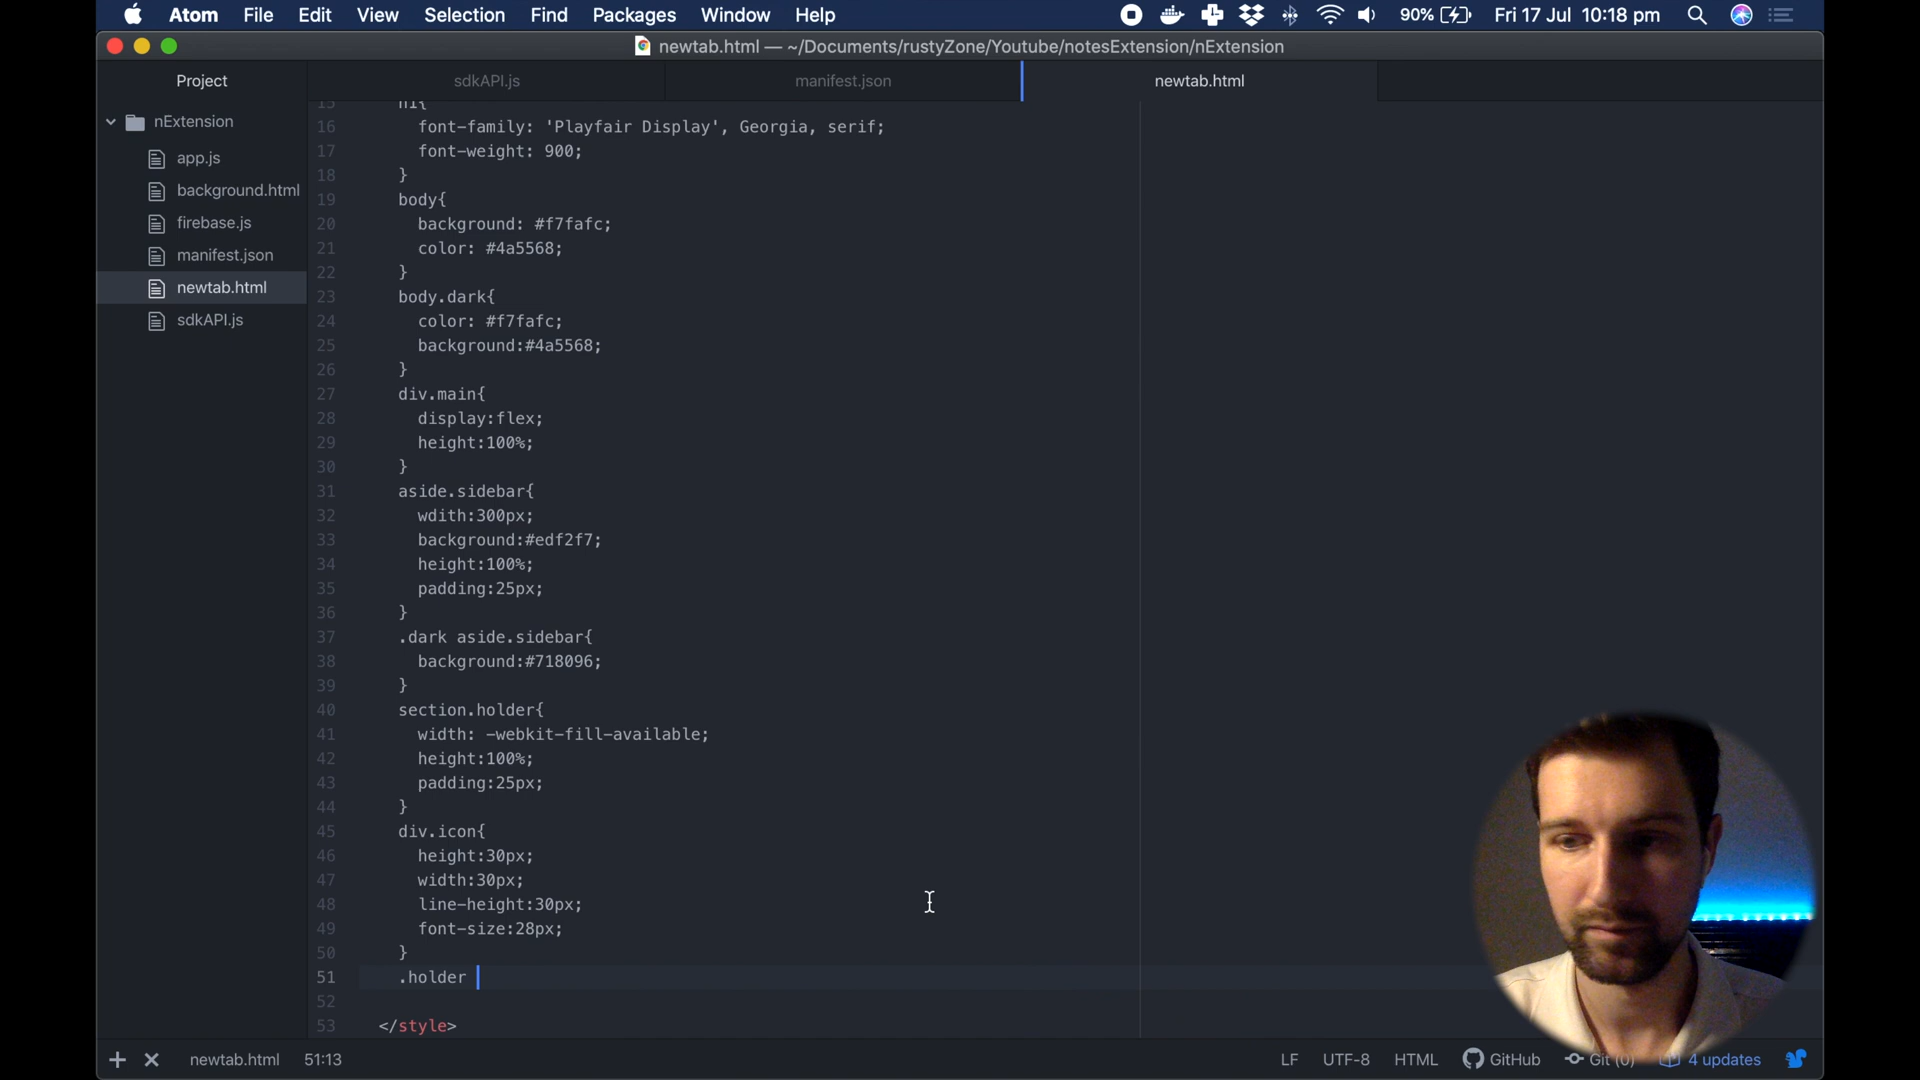 Atom File Edit View Selection Find Packages Window Help 90% Fri 17 Jul 10:18 pm
newtab.html — ~/Documents/rustyZone/Youtube/notesExtension/nExtension
Project sdkAPI.js manifest.json newtab.html
nExtension
app.js
background.html
firebase.js
manifest.json
newtab.html
sdkAPI.js
15 h1{
16 font-family: 'Playfair Display', Georgia, serif;
17 font-weight: 900;
18 }
19 body{
20 background: #f7fafc;
21 color: #4a5568;
22 }
23 body.dark{
24 color: #f7fafc;
25 background:#4a5568;
26 }
27 div.main{
28 display:flex;
29 height:100%;
30 }
31 aside.sidebar{
32 wdith:300px;
33 background:#edf2f7;
34 height:100%;
35 padding:25px;
36 }
37 .dark aside.sidebar{
38 background:#718096;
39 }
40 section.holder{
41 width: -webkit-fill-available;
42 height:100%;
43 padding:25px;
44 }
45 div.icon{
46 height:30px;
47 width:30px;
48 line-height:30px;
49 font-size:28px;
50 }
51 .holder
52
53 </style>
newtab.html 51:13 LF UTF-8 HTML GitHub Git (0) 4 updates